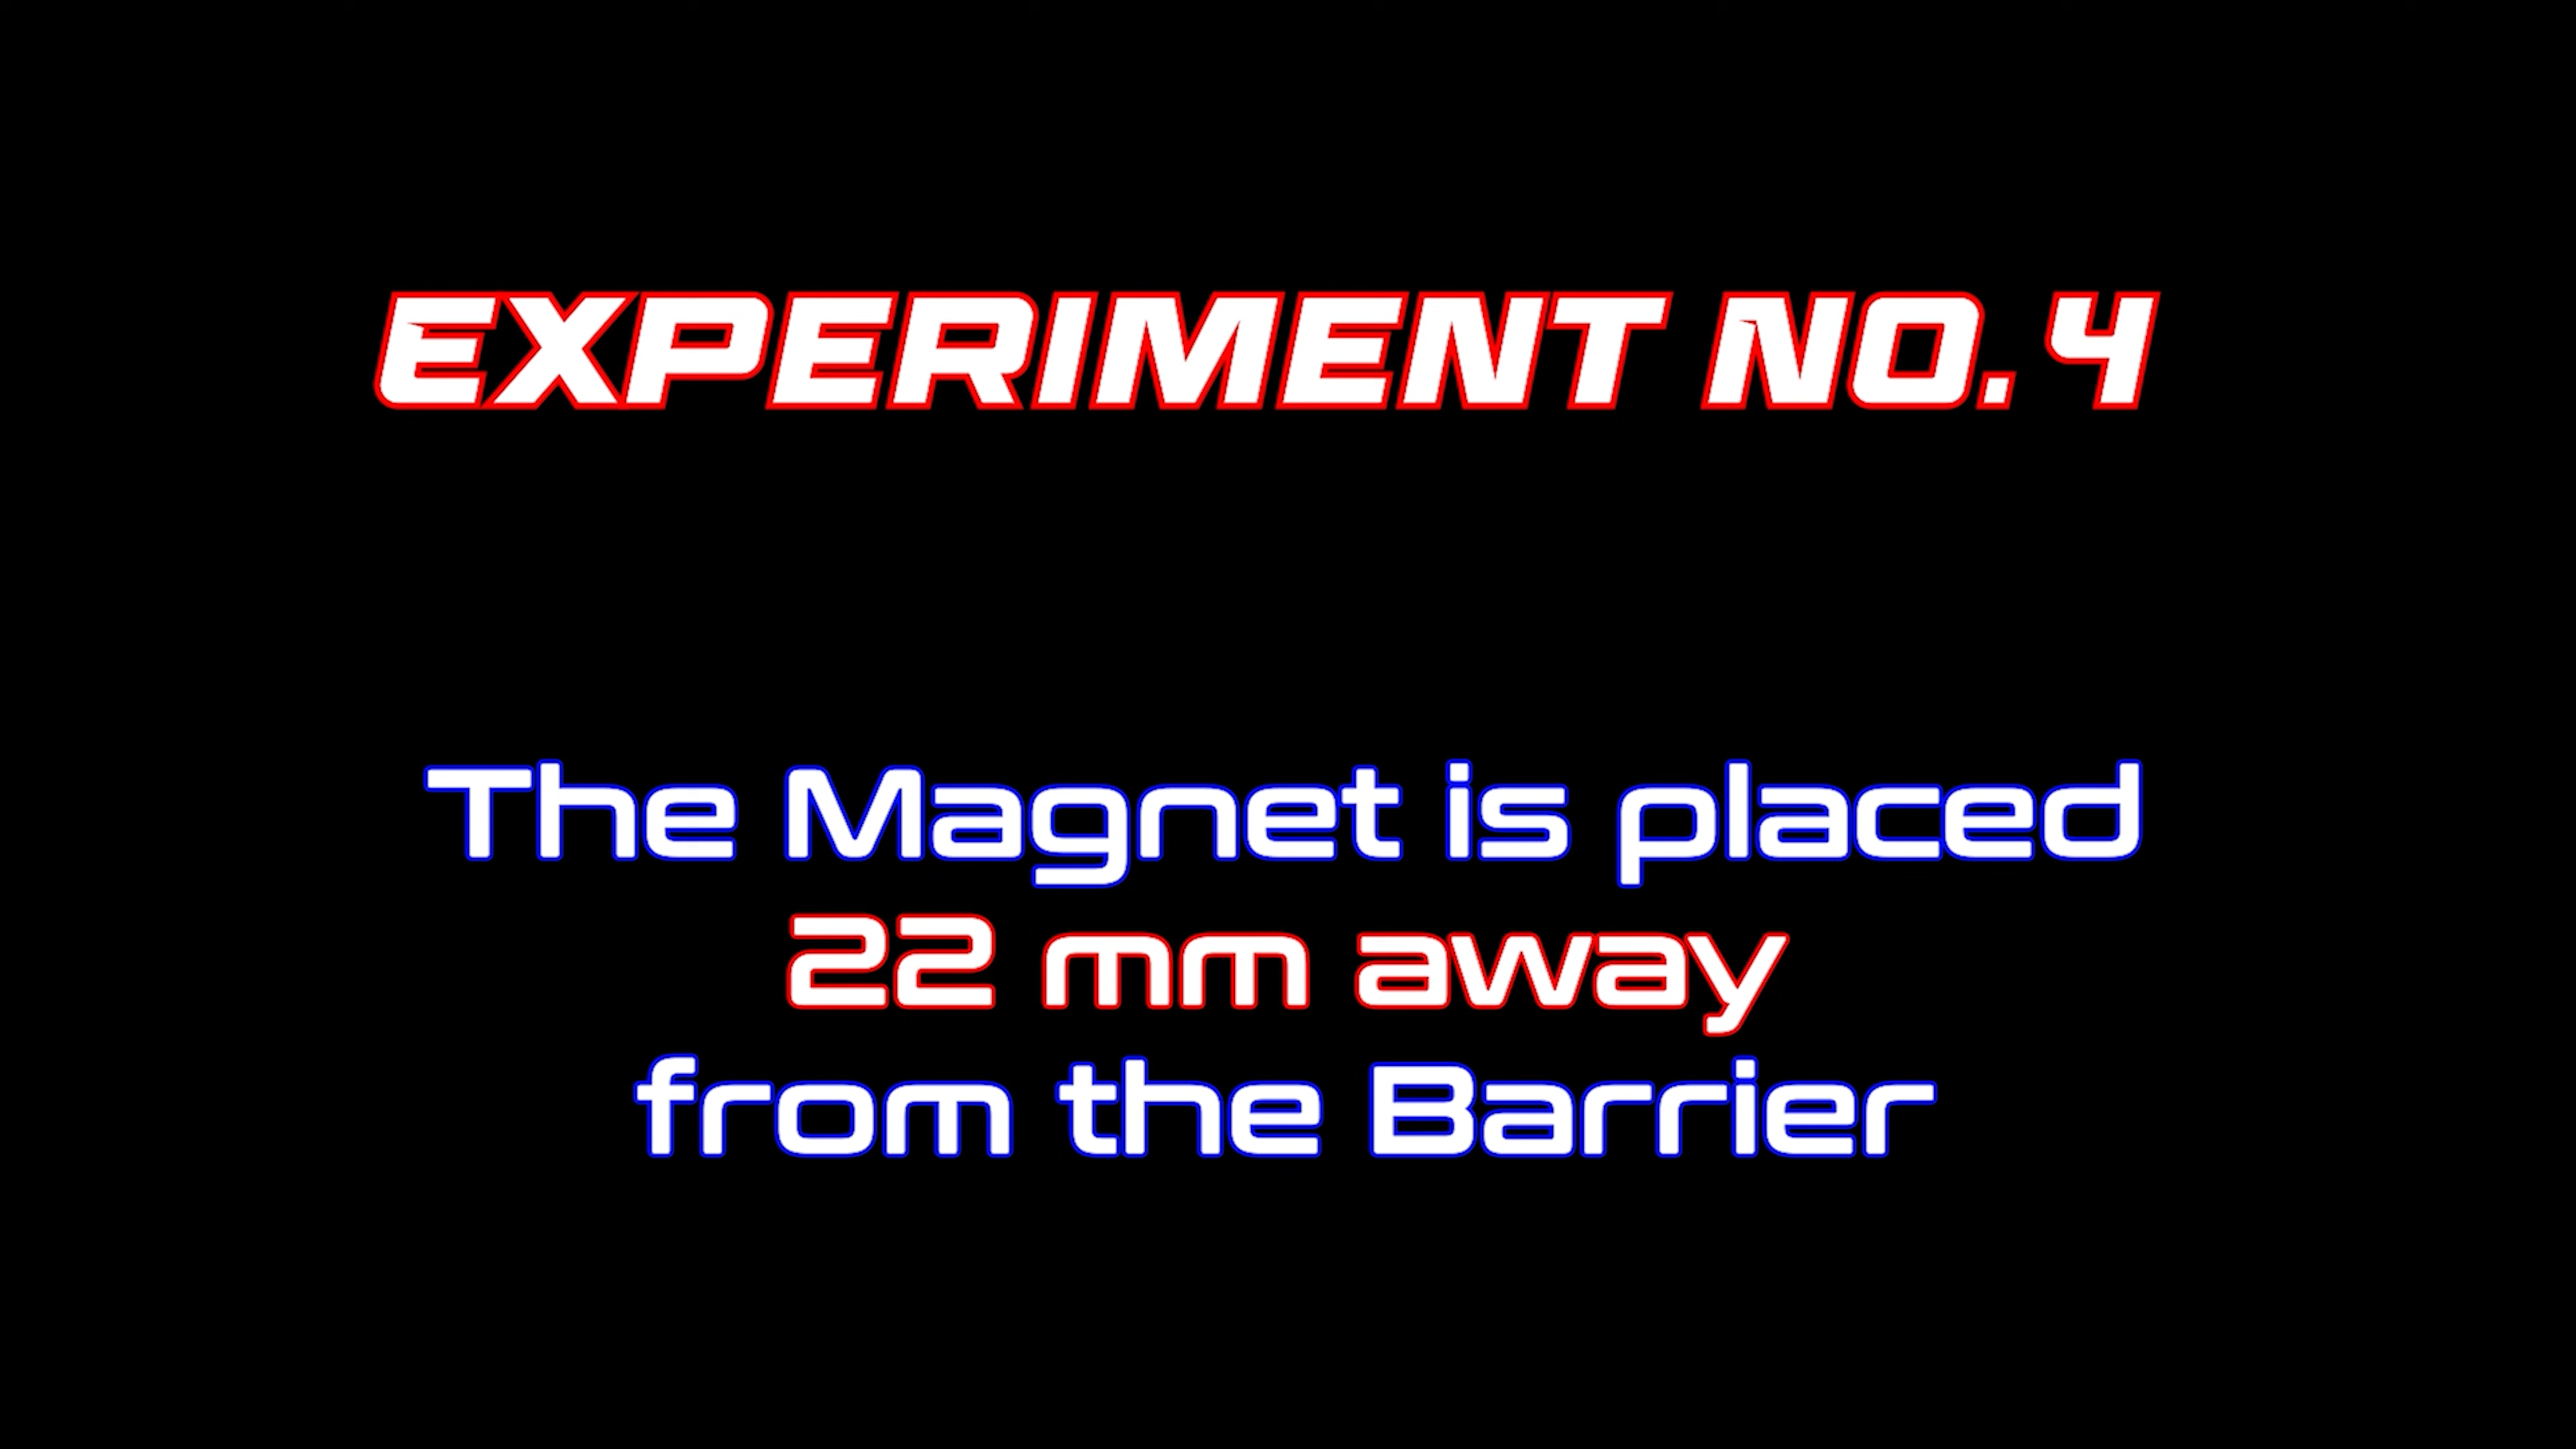 EXPERIMENT NO.4
The Magnet is placed
22 mm away
from the Barrier